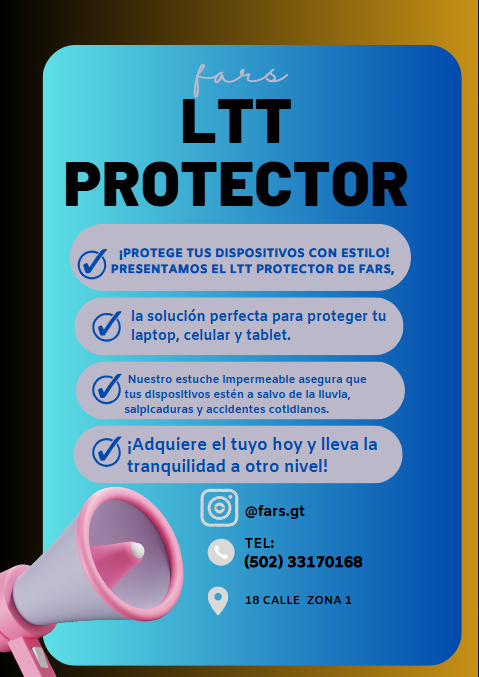 fars
LTT
PROTECTOR
¡PROTEGE TUS DISPOSITIVOS CON ESTILO!
PRESENTAMOS EL LTT PROTECTOR DE FARS,
la solución perfecta para proteger tu
laptop, celular y tablet.
Nuestro estuche impermeable asegura que
tus dispositivos estén a salvo de la lluvia,
salpicaduras y accidentes cotidianos.
¡Adquiere el tuyo hoy y lleva la
tranquilidad a otro nivel!
@fars.gt
TEL:
(502) 33170168
18 CALLE ZONA 1